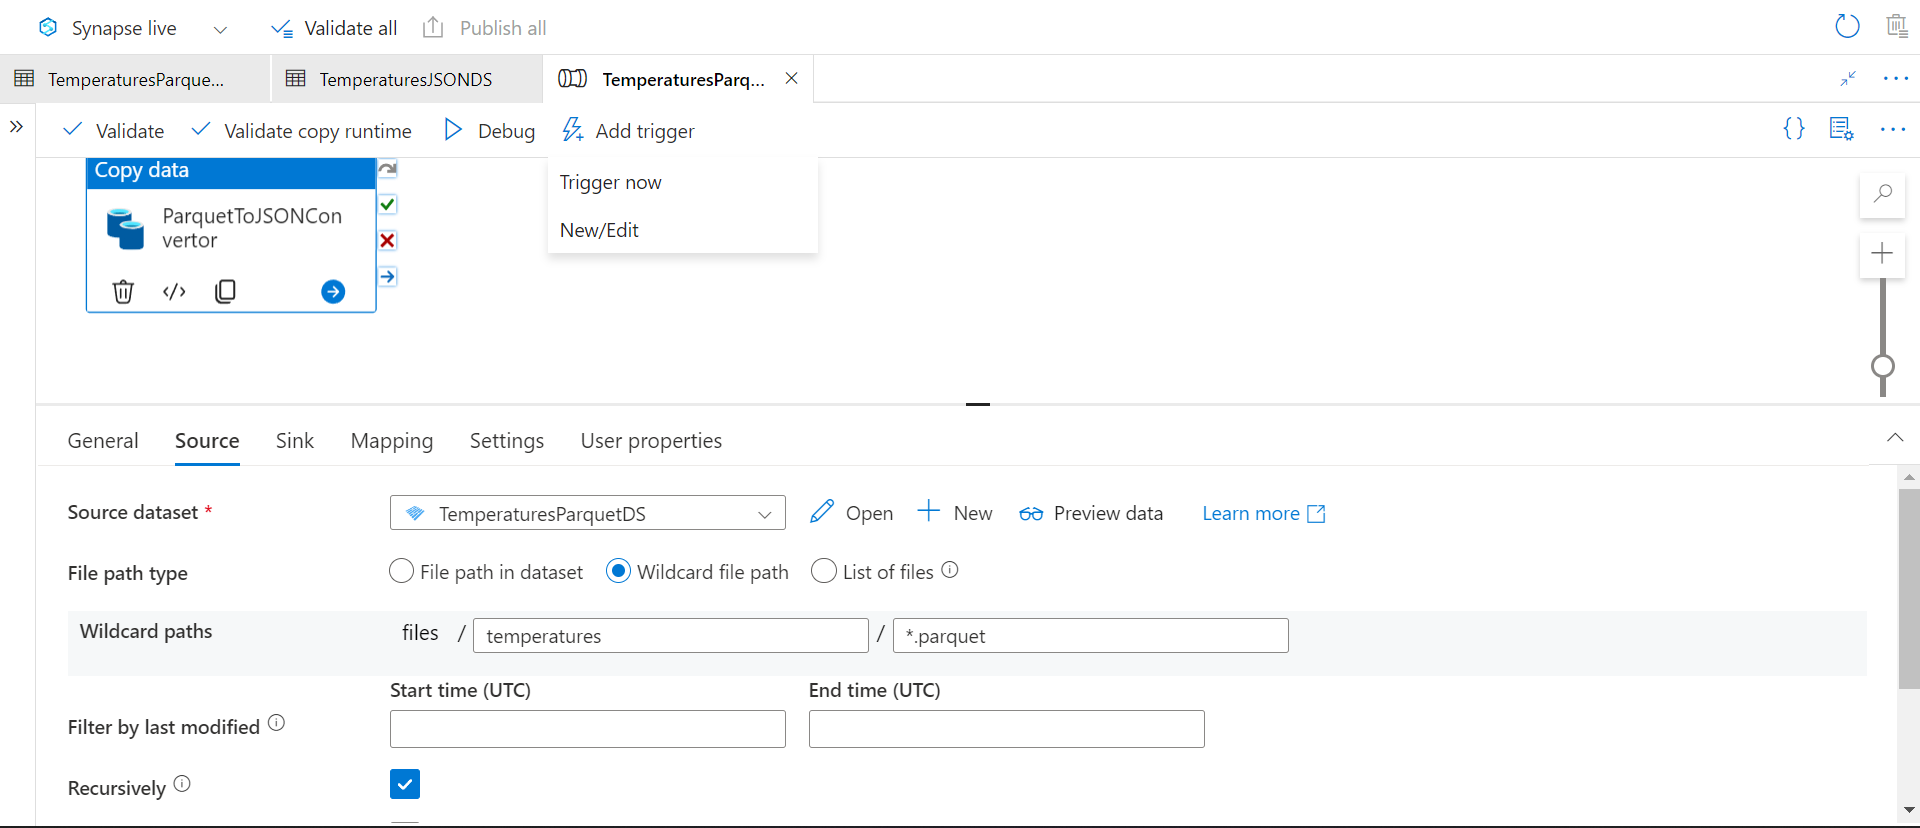 Synapse live Validate all Publish all
TemperaturesParque... TemperaturesJSONDS TemperaturesParq...
Validate Validate copy runtime Debug Add trigger
Copy data
Trigger now
ParquetToJSONCon
vertor
New/Edit
General Source Sink Mapping Settings User properties
Source dataset * TemperaturesParquetDS Open New Preview data Learn more
File path type File path in dataset Wildcard file path List of files
Wildcard paths files / temperatures / *.parquet
Start time (UTC) End time (UTC)
Filter by last modified
Recursively